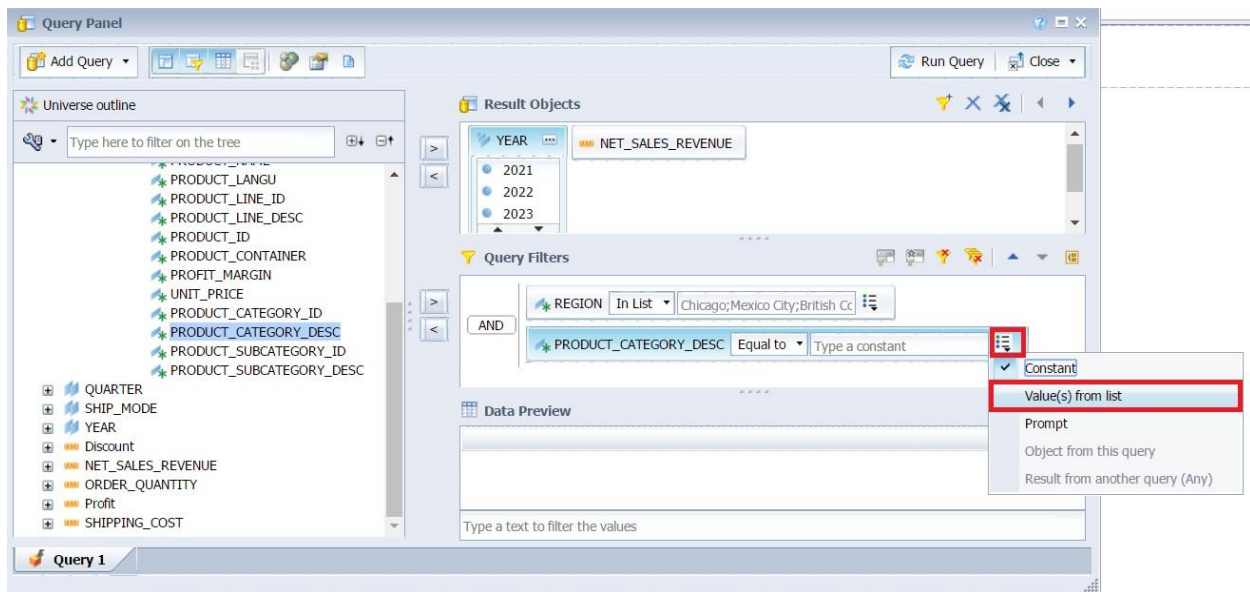 Query Panel
Add Query
Run Query
Close
Universe outline
Type here to filter on the tree
PRODUCT_NAME
PRODUCT_LANGU
PRODUCT_LINE_ID
PRODUCT_LINE_DESC
PRODUCT_ID
PRODUCT_CONTAINER
PROFIT_MARGIN
UNIT_PRICE
PRODUCT_CATEGORY_ID
PRODUCT_CATEGORY_DESC
PRODUCT_SUBCATEGORY_ID
PRODUCT_SUBCATEGORY_DESC
QUARTER
SHIP_MODE
YEAR
Discount
NET_SALES_REVENUE
ORDER_QUANTITY
Profit
SHIPPING_COST
>
<
>
<
Result Objects
YEAR
NET_SALES_REVENUE
2021
2022
2023
Query Filters
AND
REGION In List Chicago;Mexico City;British Cc
PRODUCT_CATEGORY_DESC Equal to Type a constant
Constant
Value(s) from list
Prompt
Object from this query
Result from another query (Any)
Data Preview
Type a text to filter the values
Query 1